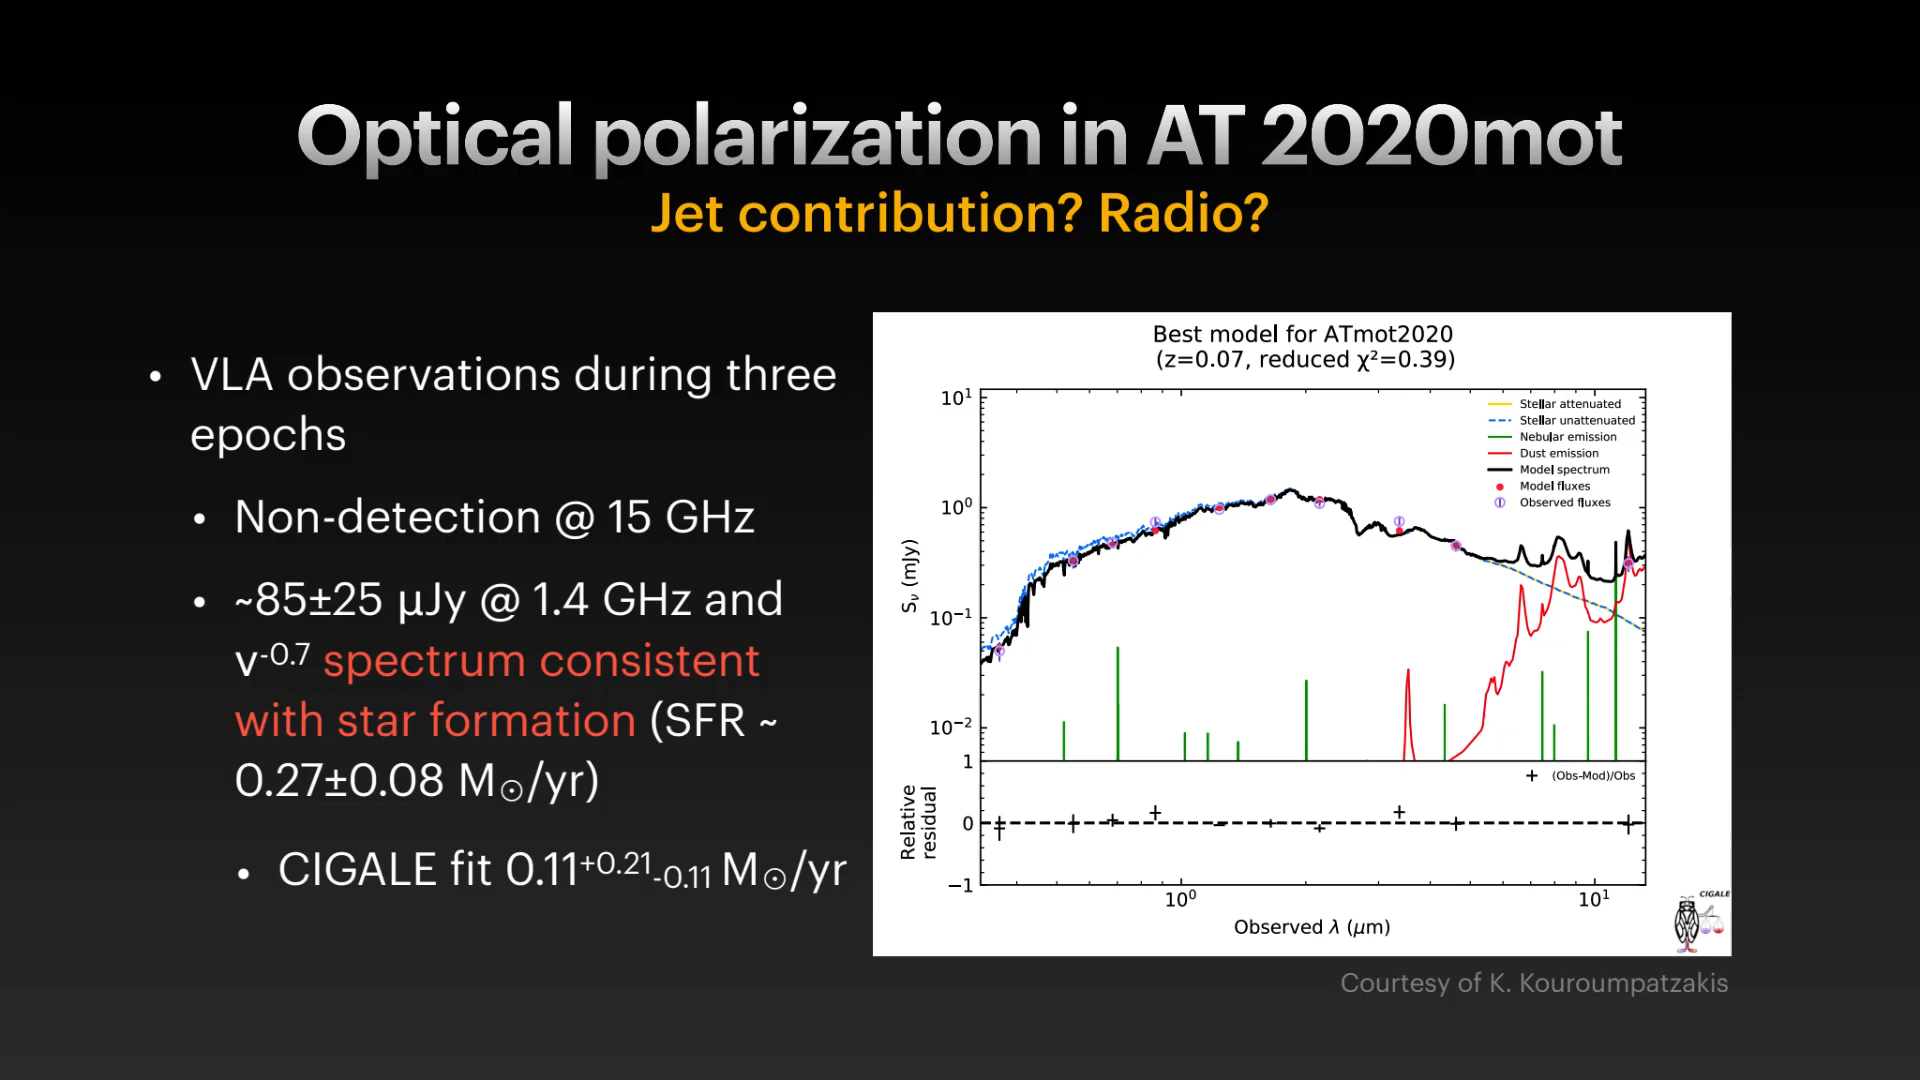 Optical polarization in AT 2020mot
Jet contribution? Radio?
• VLA observations during three
epochs
• Non-detection @ 15 GHz
• ~85±25 μJy @ 1.4 GHz and
ν⁻⁰·⁷ spectrum consistent
with star formation (SFR ~
0.27±0.08 M☉/yr)
• CIGALE fit 0.11+0.21-0.11 M☉/yr
Best model for ATmot2020
(z=0.07, reduced χ²=0.39)
Stellar attenuated
Stellar unattenuated
Nebular emission
Dust emission
Model spectrum
Model fluxes
Observed fluxes
10¹
10⁰
10⁻¹
10⁻²
Sν (mJy)
1
0
−1
Relative
residual
(Obs-Mod)/Obs
10⁰
10¹
Observed λ (μm)
CIGALE
Courtesy of K. Kouroumpatzakis